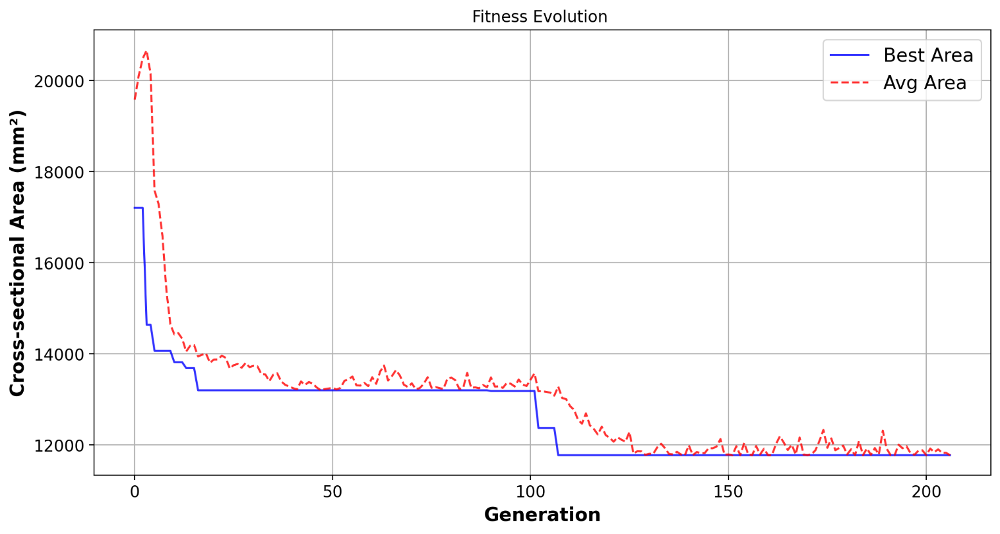 Fitness Evolution
Best Area
Avg Area
Cross-sectional Area (mm²)
20000
18000
16000
14000
12000
0 50 100 150 200
Generation